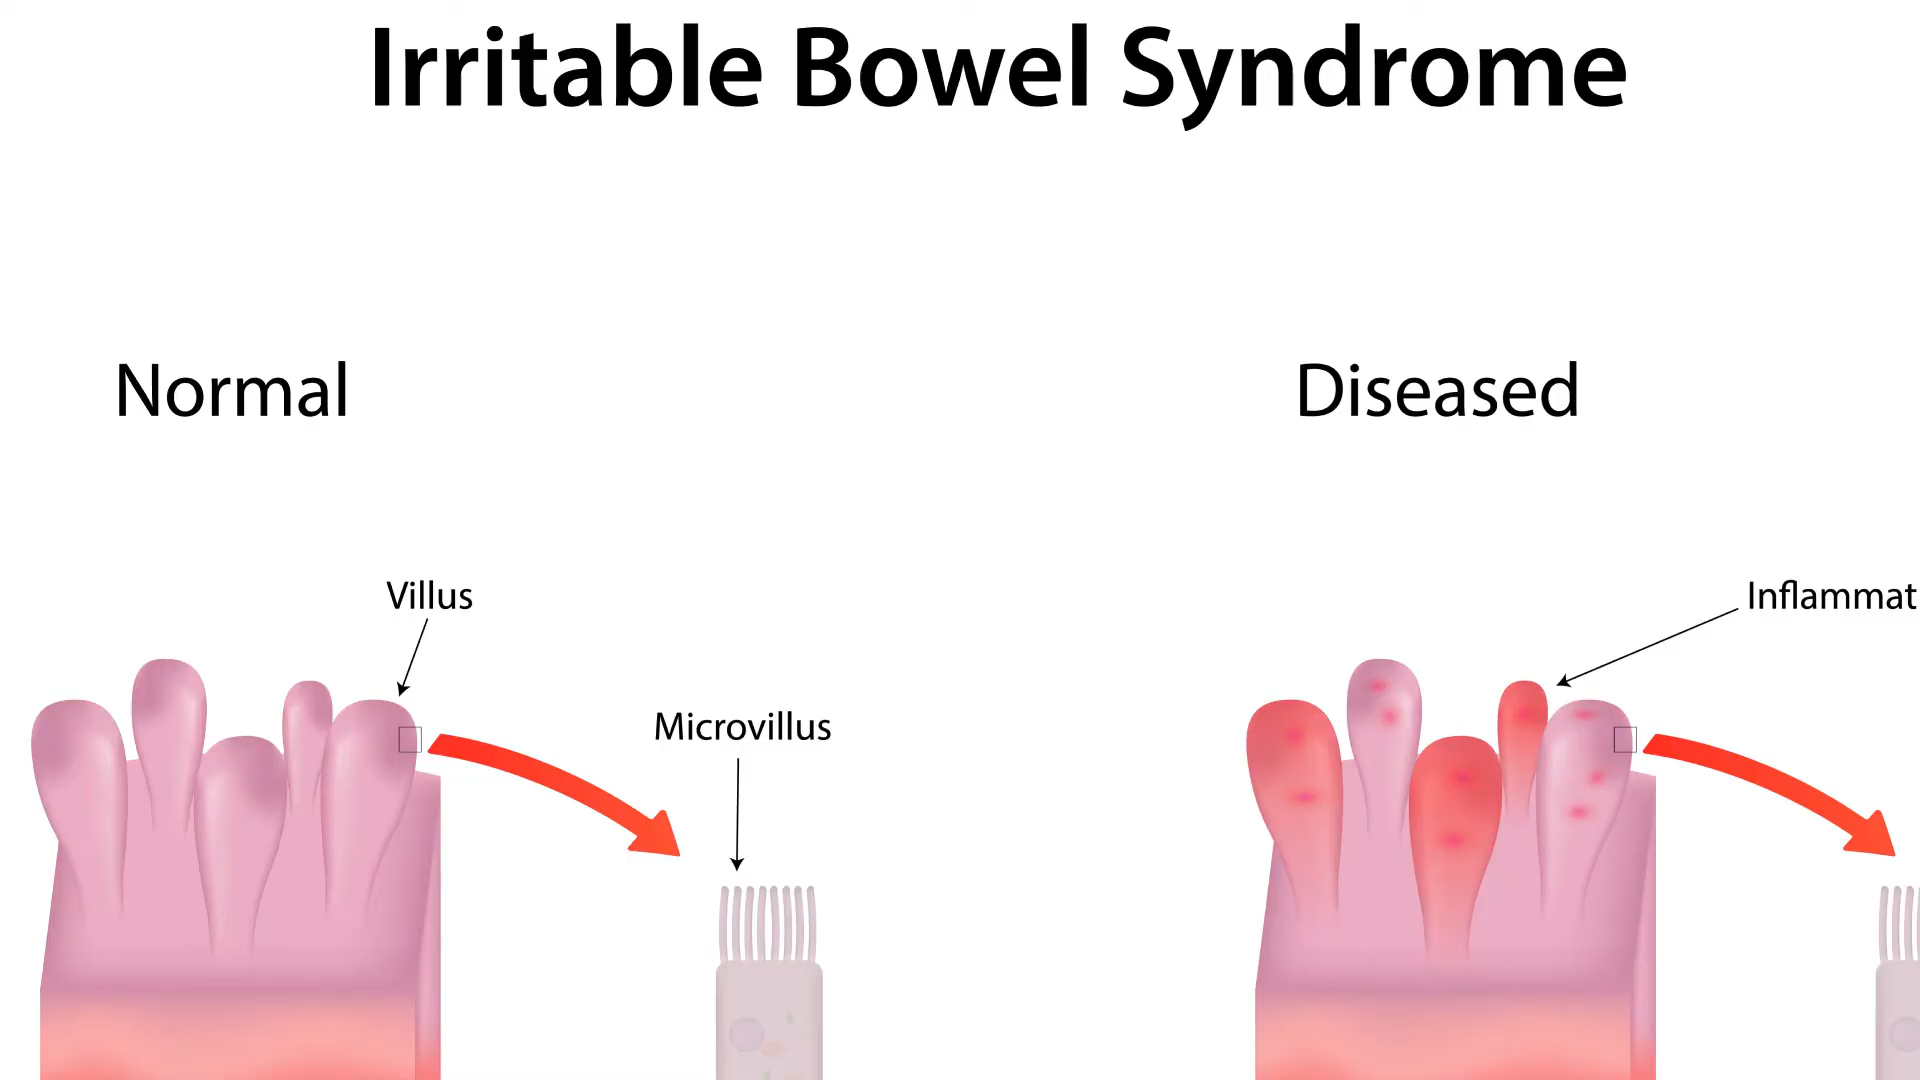 Irritable Bowel Syndrome
Normal
Diseased
Villus
Inflammat
Microvillus